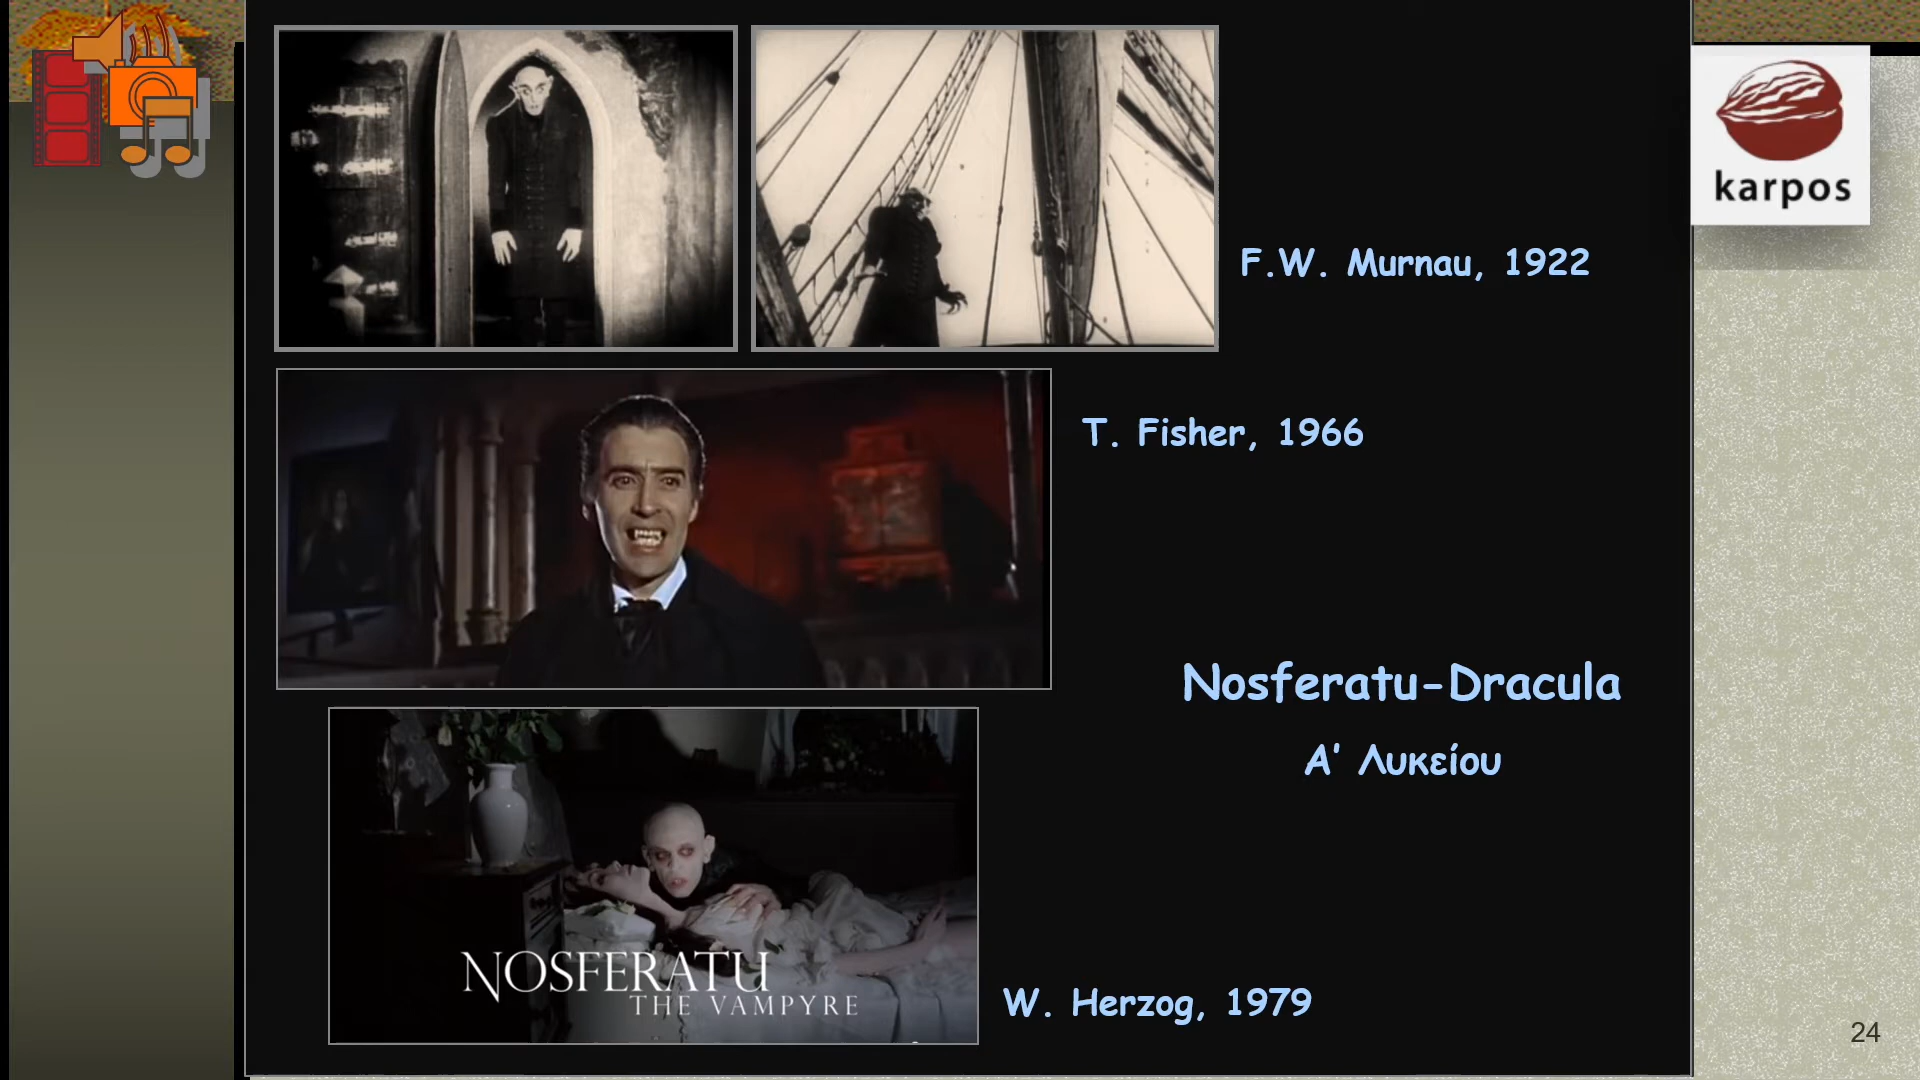 karpos
F.W. Murnau, 1922
T. Fisher, 1966
Nosferatu-Dracula
Α' Λυκείου
NOSFERATU
THE VAMPYRE
W. Herzog, 1979
24